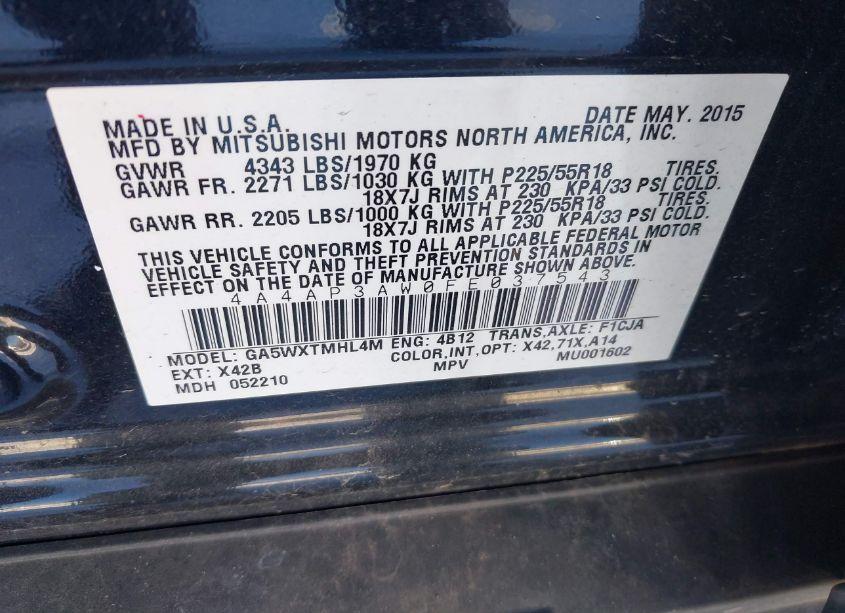 MADE IN U.S.A. DATE MAY. 2015
MFD BY MITSUBISHI MOTORS NORTH AMERICA, INC.
GVWR 4343 LBS/1970 KG
GAWR FR. 2271 LBS/1030 KG WITH P225/55R18 TIRES,
18X7J RIMS AT 230 KPA/33 PSI COLD.
GAWR RR. 2205 LBS/1000 KG WITH P225/55R18 TIRES,
18X7J RIMS AT 230 KPA/33 PSI COLD.
THIS VEHICLE CONFORMS TO ALL APPLICABLE FEDERAL MOTOR
VEHICLE SAFETY AND THEFT PREVENTION STANDARDS IN
EFFECT ON THE DATE OF MANUFACTURE SHOWN ABOVE.
4A4AP3AW0FE037543
MODEL: GA5WXTMHL4M ENG: 4B12 TRANS,AXLE: F1CJA
EXT: X42B COLOR,INT,OPT: X42,71X,A14
MDH 052210 MPV MU001602